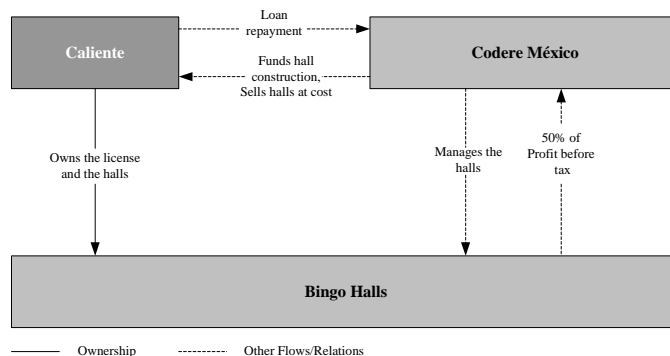 Loan
repayment
Caliente
Codere México
Funds hall
construction,
Sells halls at cost
Owns the license
and the halls
Manages the
halls
50% of
Profit before
tax
Bingo Halls
Ownership
Other Flows/Relations